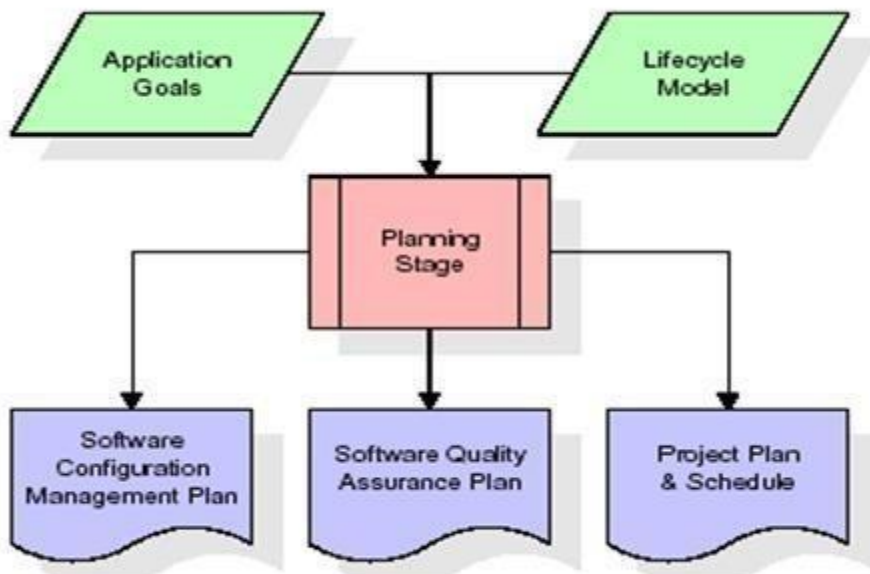 Application
Goals
Lifecycle
Model
Planning
Stage
Software
Configuration
Management Plan
Software Quality
Assurance Plan
Project Plan
& Schedule